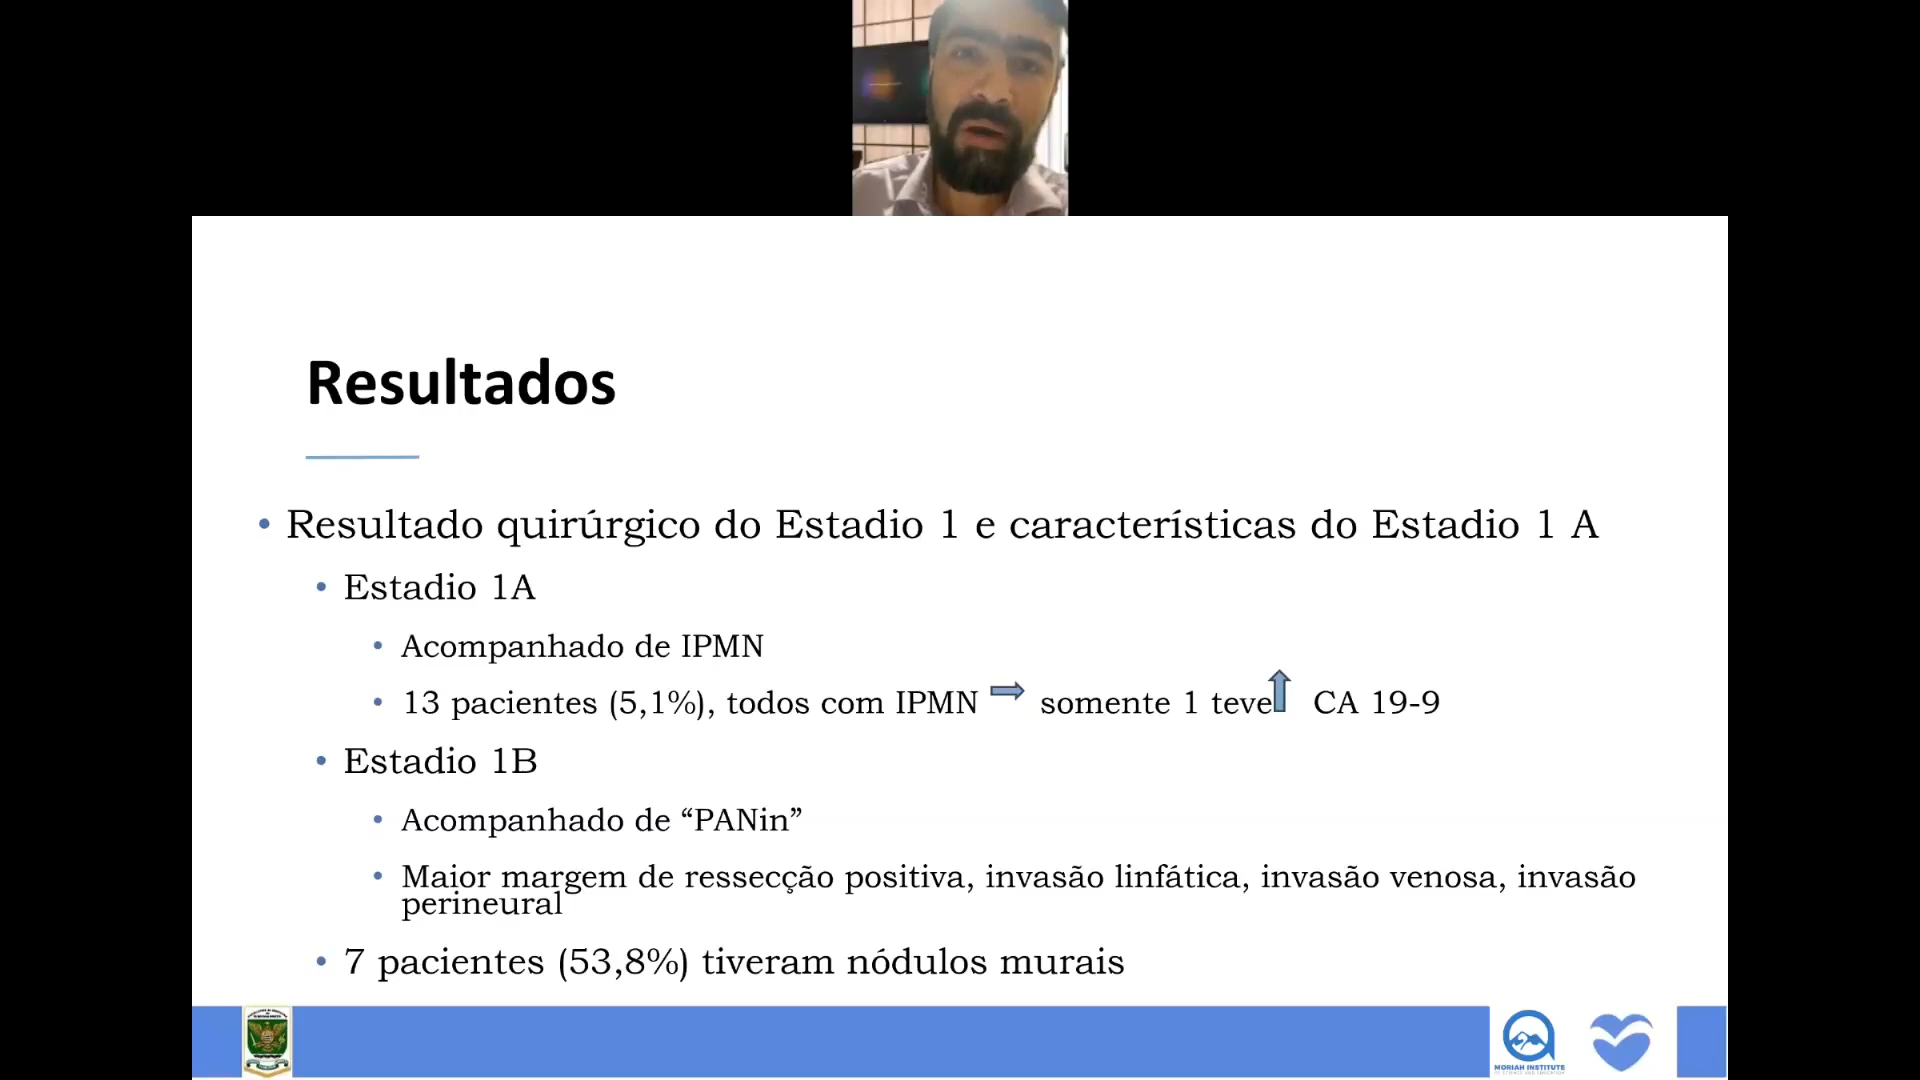 Resultados
• Resultado quirúrgico do Estadio 1 e características do Estadio 1 A
• Estadio 1A
• Acompanhado de IPMN
• 13 pacientes (5,1%), todos com IPMN somente 1 teve CA 19-9
• Estadio 1B
• Acompanhado de “PANin”
• Maior margem de ressecção positiva, invasão linfática, invasão venosa, invasão
perineural
• 7 pacientes (53,8%) tiveram nódulos murais
MORIAH INSTITUTE